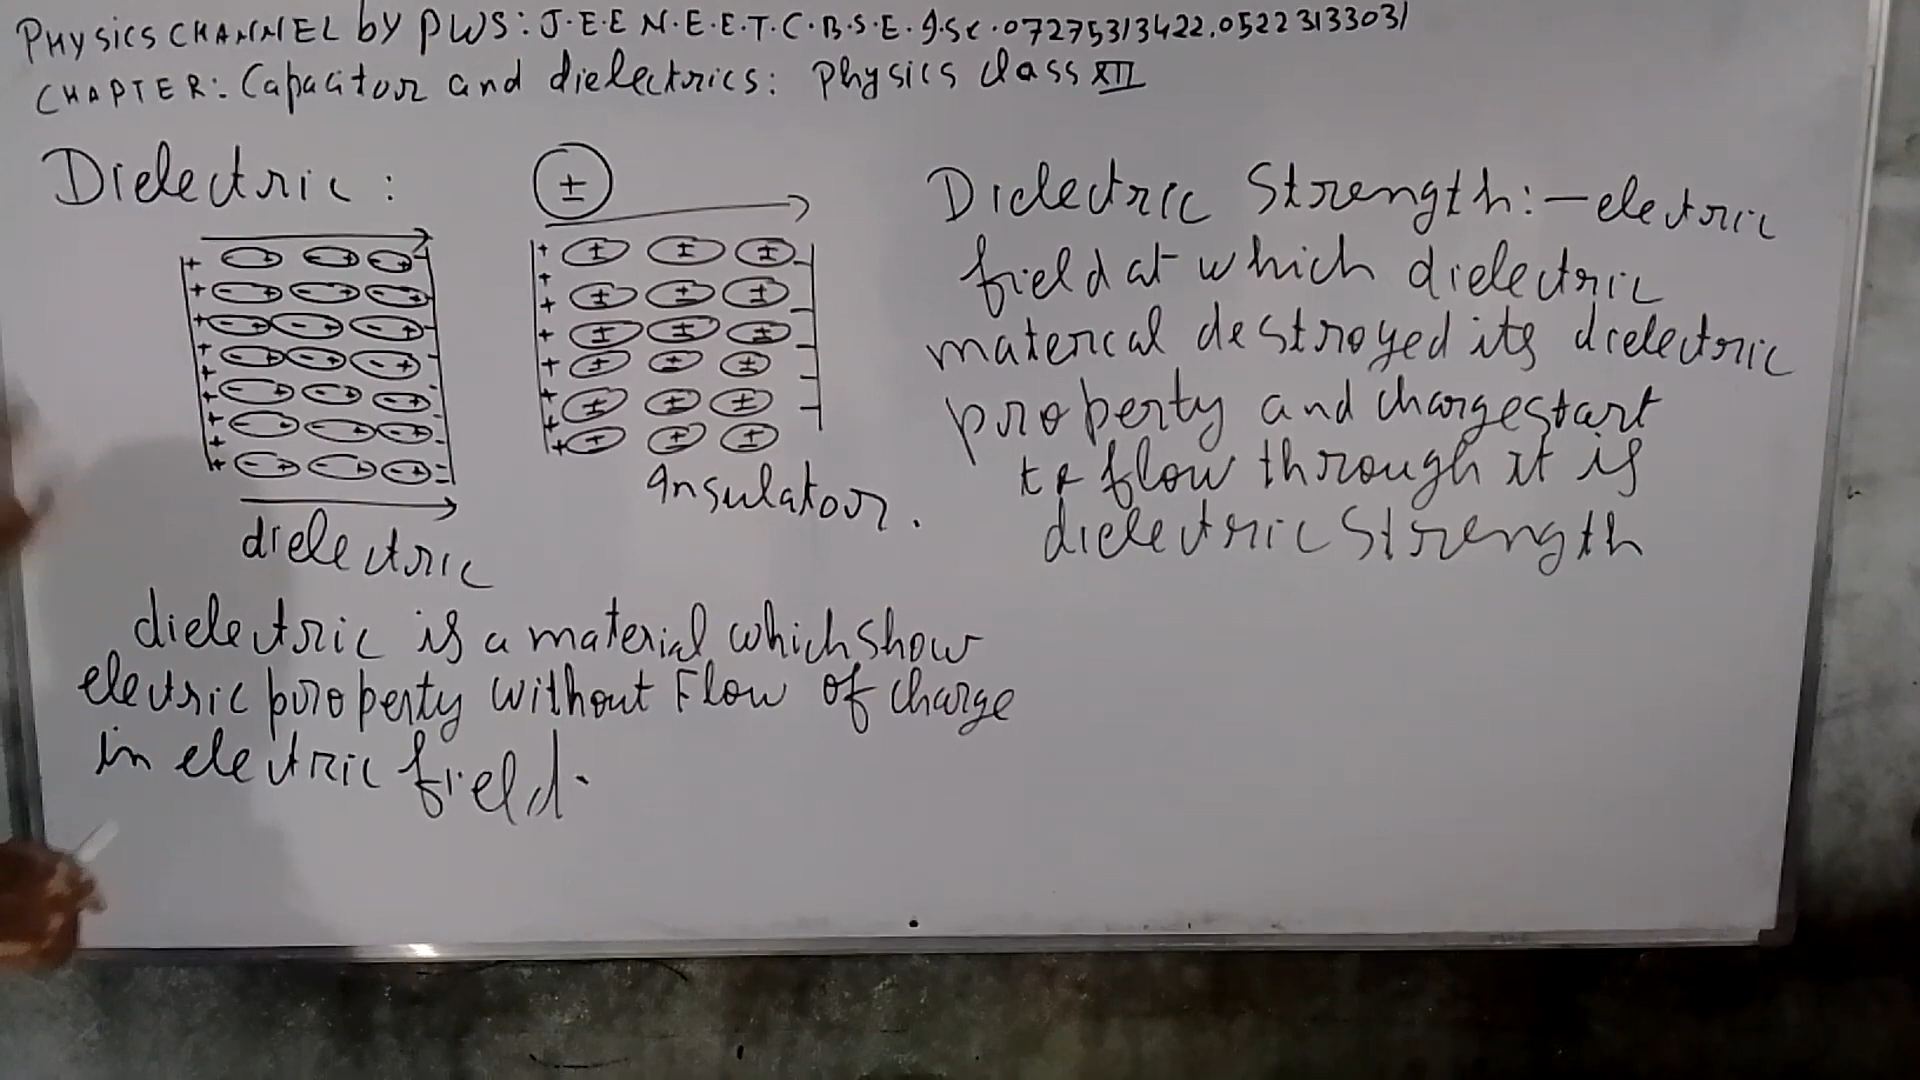 PHYSICS CHANNEL by PWS: J.E.E N.E.E.T.C.B.S.E. I.S.C. 07275313422.05223133031
CHAPTER: Capacitor and dielectrics: Physics class XII
Dielectric:
±
dielectric
Insulator.
dielectric is a material which show
electric property without Flow of charge
in electric field.
Dielectric Strength:- electric
field at which dielectric
material destroyed its dielectric
property and charge start
to flow through it is
dielectric strength